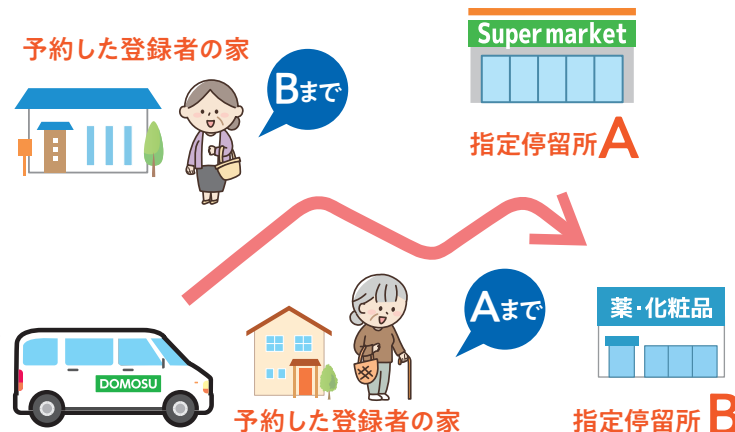 予約した登録者の家
Bまで
Super market
指定停留所A
Aまで
薬・化粧品
DOMOSU
予約した登録者の家
指定停留所 B